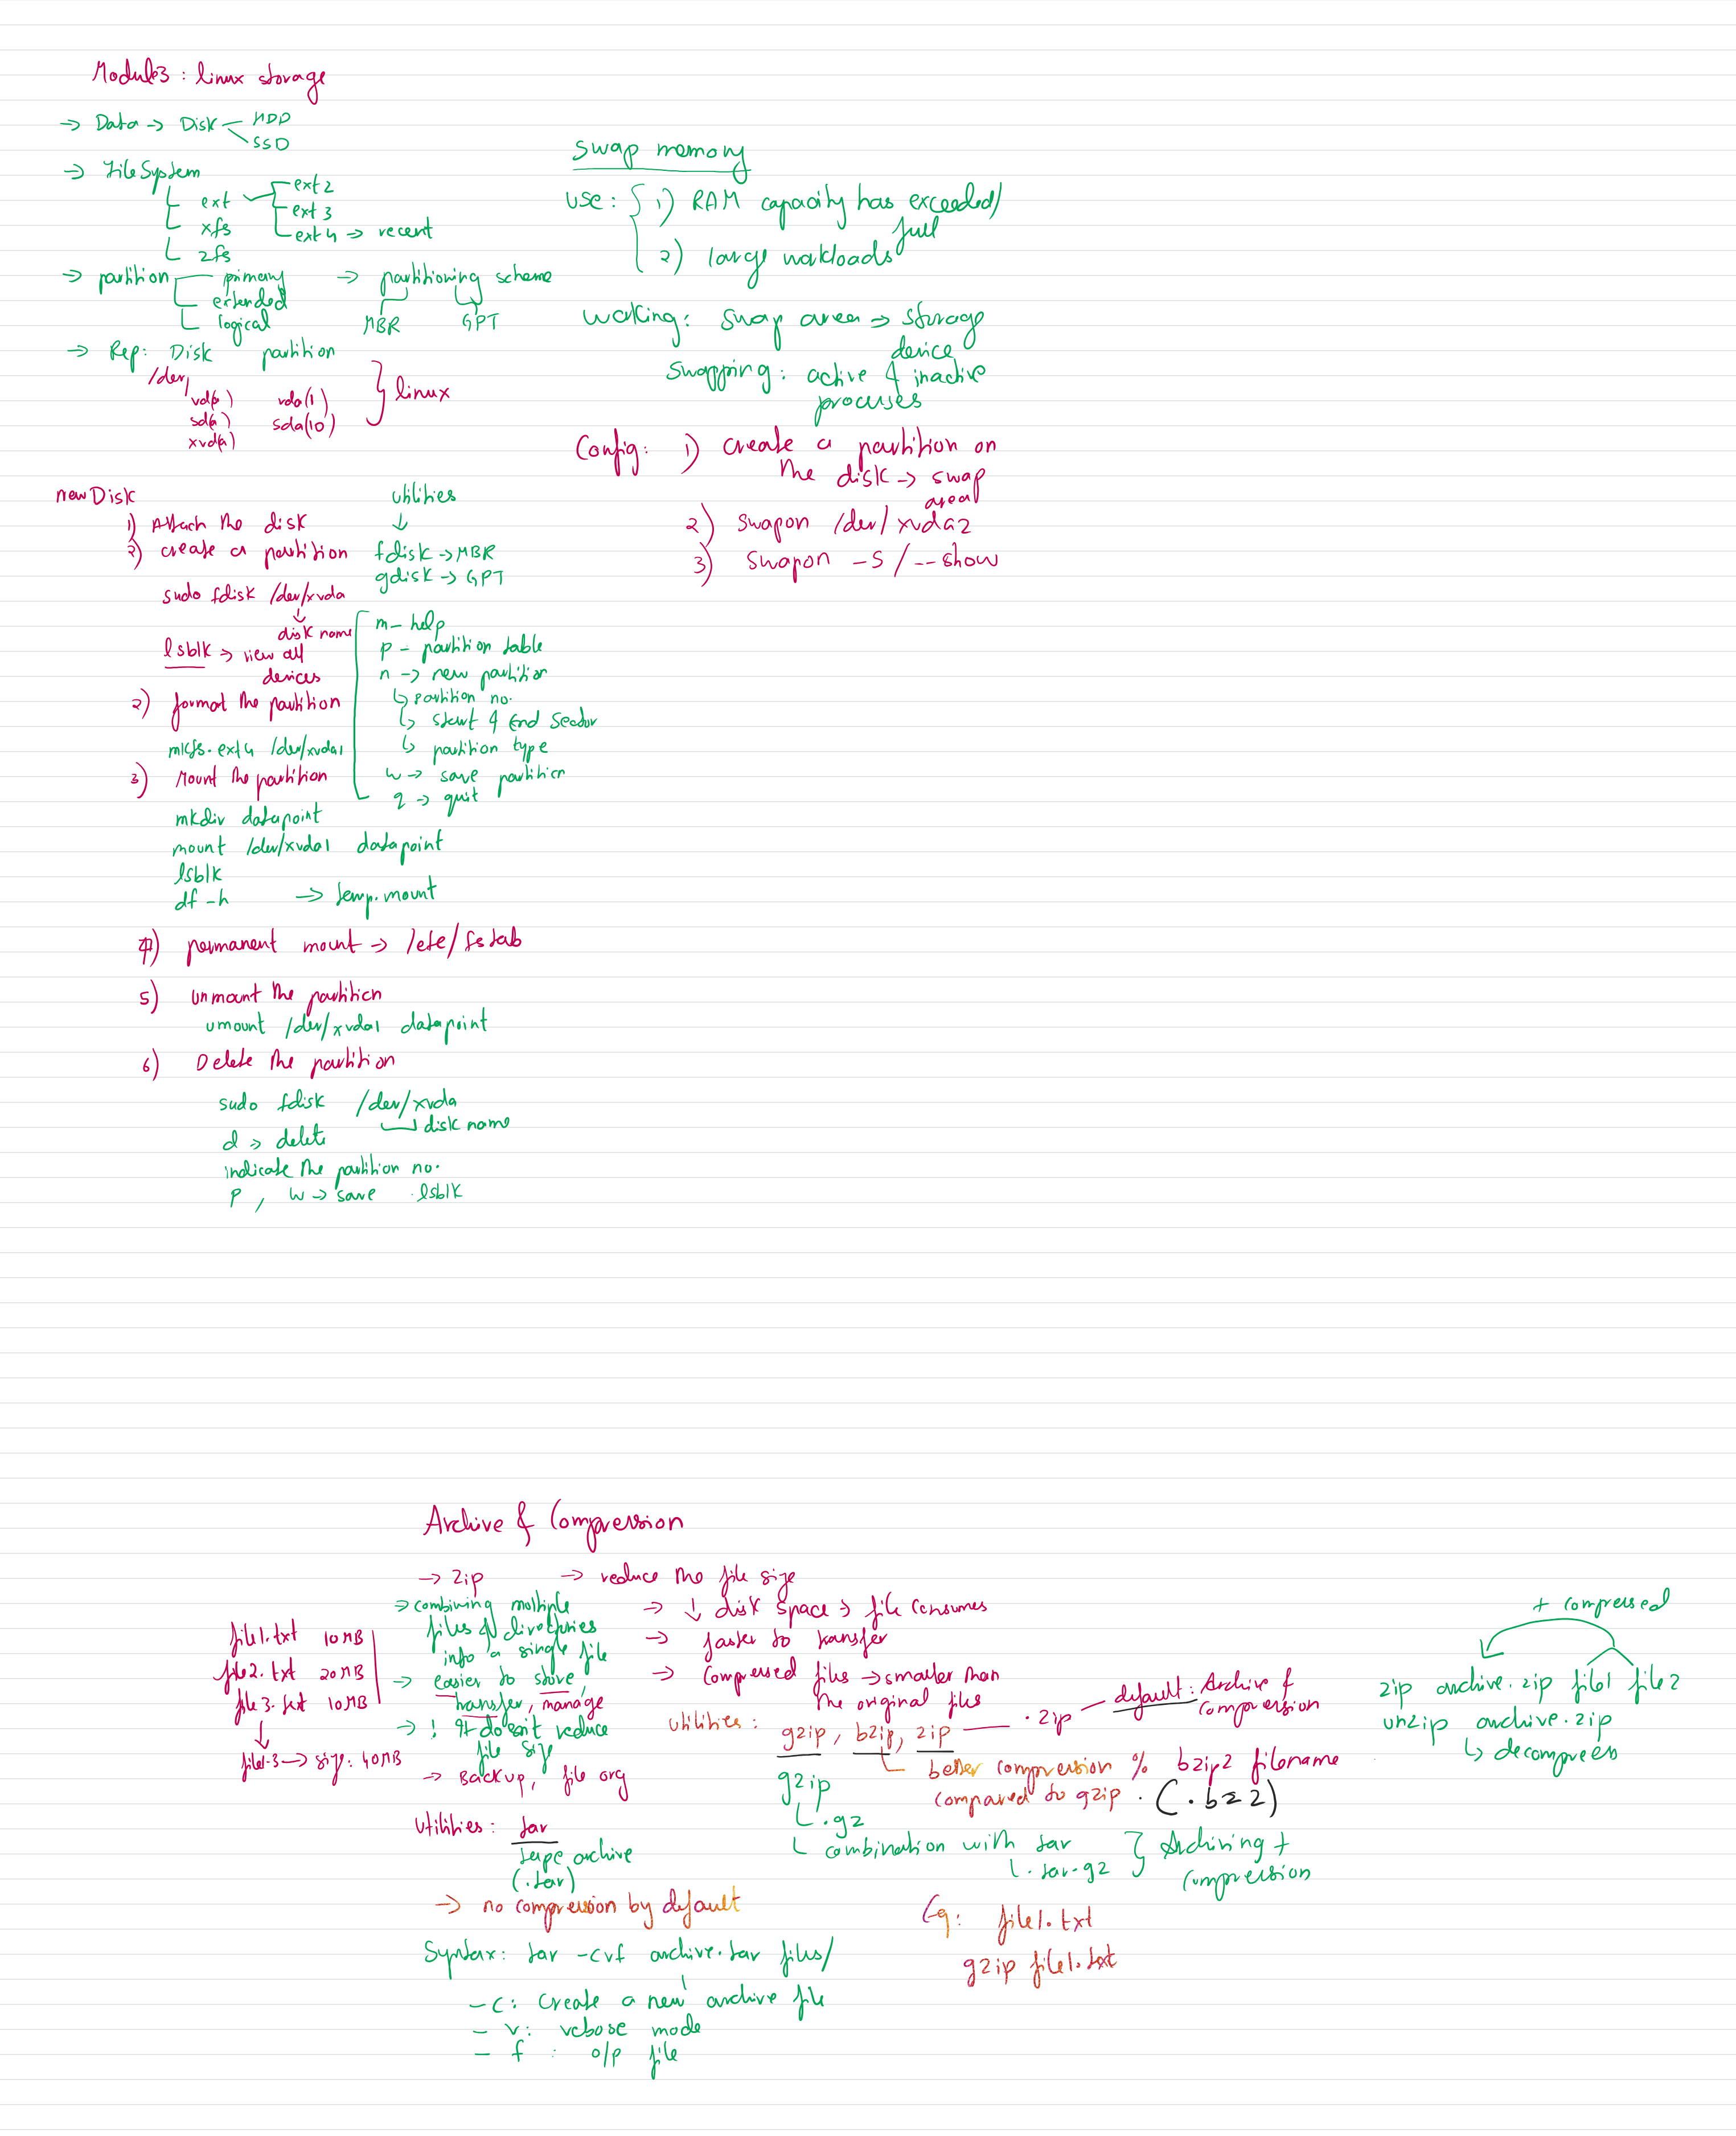 Module3 : linux storage
→ Data → Disk
HDD
SSD
→ FileSystem
ext
ext2
ext3
ext4 → recent
xfs
zfs
→ partition
primary
extended
logical
→ partitioning scheme
MBR GPT
→ Rep: Disk partition
/dev/
vd(a) vda(1)
sd(a) sda(10)
xvd(a)
} linux
new Disk
1) Attach the disk
2) create a partition
sudo fdisk /dev/xvda
↓
disk name
lsblk → view all
devices
2) format the partition
mkfs.ext4 /dev/xvda1
3) Mount the partition
mkdir datapoint
mount /dev/xvda1 datapoint
lsblk
df -h → temp. mount
4) permanent mount → /etc/fstab
5) unmount the partition
umount /dev/xvda1 datapoint
6) Delete the partition
sudo fdisk /dev/xvda
disk name
d → delete
indicate the partition no.
p , w → save . lsblk
utilities
↓
fdisk → MBR
gdisk → GPT
m – help
p – partition table
n → new partition
↳ partition no.
↳ start & End Sector
↳ partition type
w → save partition
q → quit
swap memory
use : { 1) RAM capacity has exceeded/
full
2) large workloads
working: swap area → storage
device
Swapping : active & inactive
processes
Config: 1) create a partition on
the disk → swap
area
2) swapon /dev/xvda2
3) swapon -s / --show
Archive & Compression
→ zip
→ combining multiple
files & directories
into a single file
→ easier to store,
transfer, manage
→ ! It doesn't reduce
file size
→ Backup, file org
file1.txt 10MB
file2.txt 20MB
file3.txt 10MB
↓
file1-3 → size: 40MB
Utilities : tar
tape archive
(.tar)
→ no compression by default
Syntax: tar -cvf archive.tar files/
-c: create a new archive file
- v: vebose mode
- f : o/p file
→ reduce the file size
→ ↓ disk space → file consumes
→ faster to transfer
→ Compressed files → smaller than
the original files
Utilities : gzip, bzip, zip — .zip — default: Archive &
Compression
better compression % bzip2 filename
compared to gzip . (.bz2)
gzip
.gz
combination with tar
.tar.gz } Archiving +
Compression
Eg: file1.txt
gzip file1.txt
+ compressed
zip archive.zip file1 file2
unzip archive.zip
↳ decompress